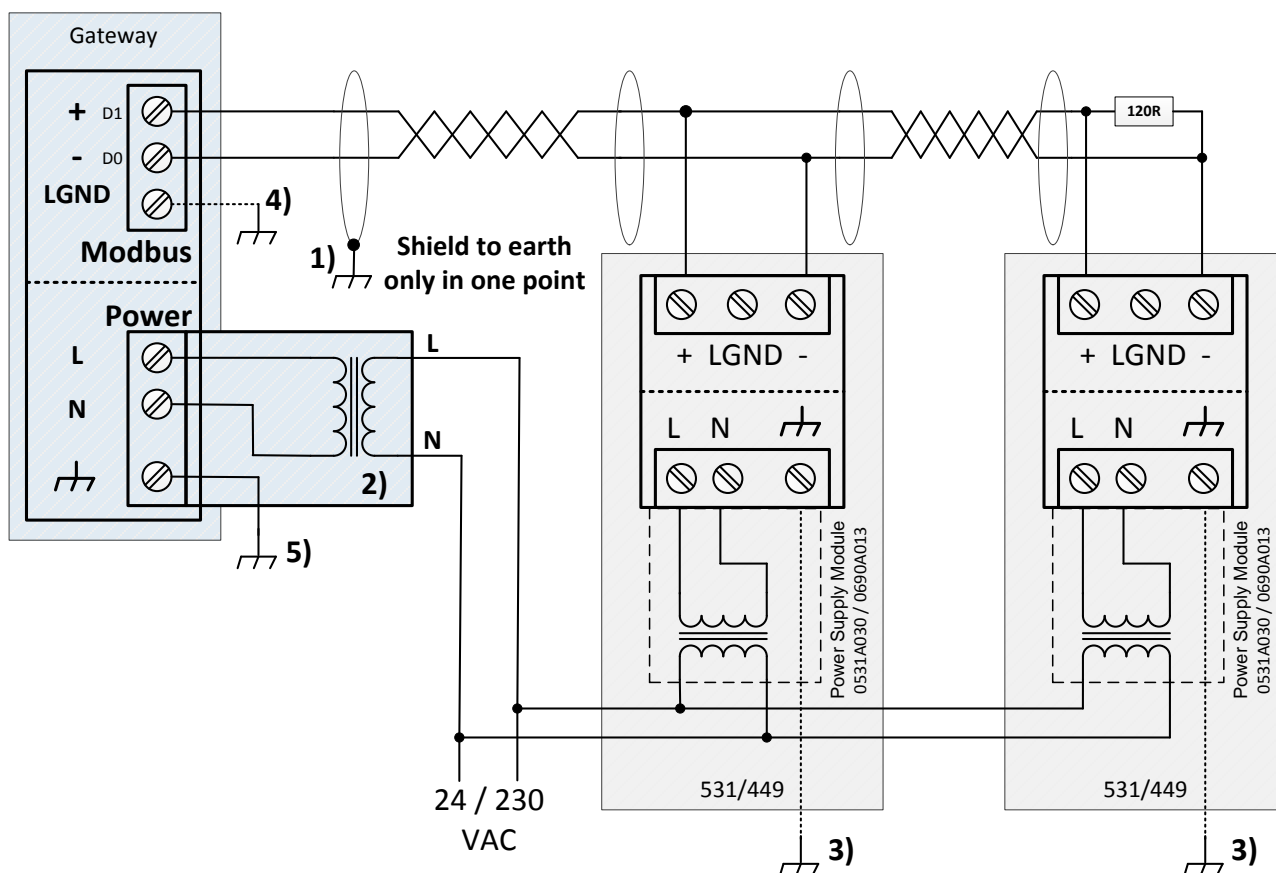 Gateway
+ D1
- D0
LGND
4)
Modbus
1)
Shield to earth
only in one point
120R
Power
L
N
L
N
2)
5)
+ LGND -
L N
Power Supply Module
0531A030 / 0690A013
531/449
3)
+ LGND -
L N
Power Supply Module
0531A030 / 0690A013
531/449
3)
24 / 230
VAC